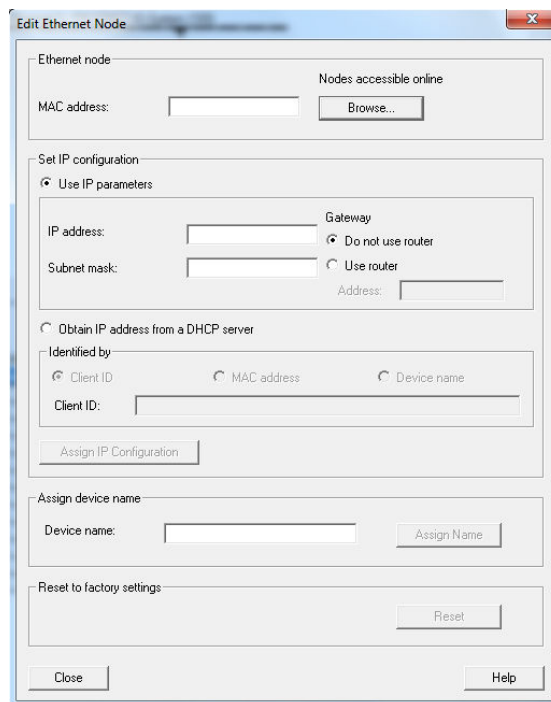 Edit Ethernet Node
Ethernet node
Nodes accessible online
MAC address:
Browse...
Set IP configuration
Use IP parameters
Gateway
IP address:
Do not use router
Subnet mask:
Use router
Address:
Obtain IP address from a DHCP server
Identified by
Client ID
MAC address
Device name
Client ID:
Assign IP Configuration
Assign device name
Device name:
Assign Name
Reset to factory settings
Reset
Close
Help